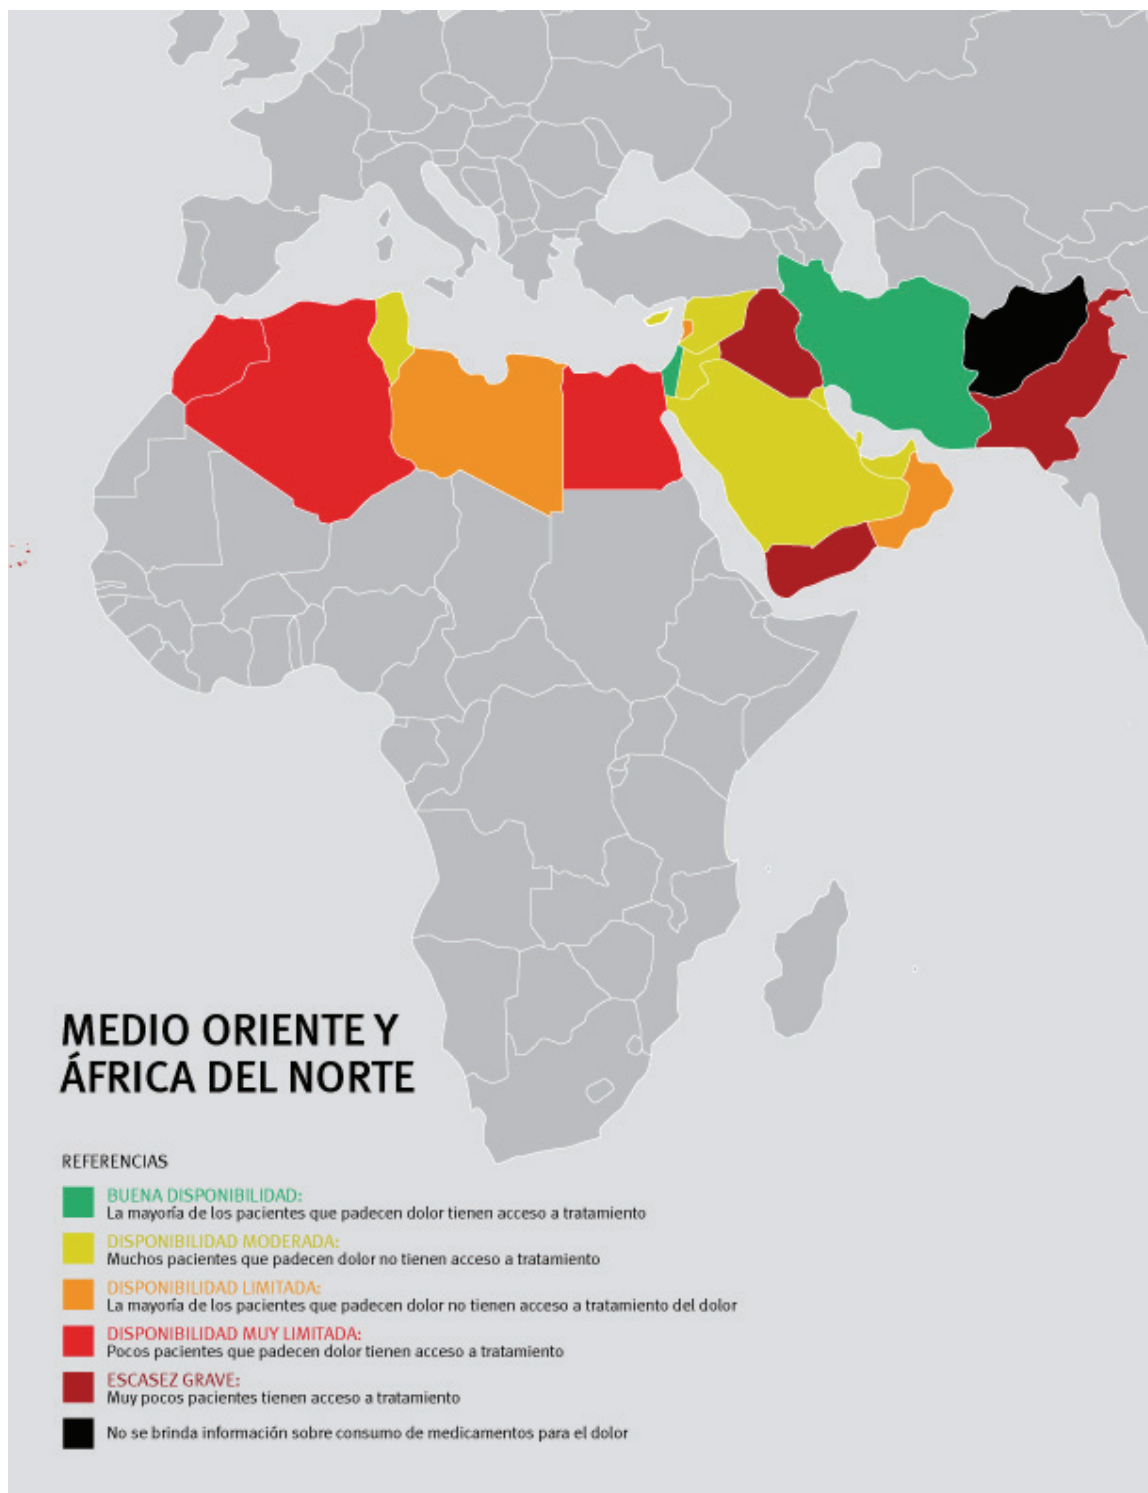 MEDIO ORIENTE Y
ÁFRICA DEL NORTE
REFERENCIAS
BUENA DISPONIBILIDAD:
La mayoría de los pacientes que padecen dolor tienen acceso a tratamiento
DISPONIBILIDAD MODERADA:
Muchos pacientes que padecen dolor no tienen acceso a tratamiento
DISPONIBILIDAD LIMITADA:
La mayoría de los pacientes que padecen dolor no tienen acceso a tratamiento del dolor
DISPONIBILIDAD MUY LIMITADA:
Pocos pacientes que padecen dolor tienen acceso a tratamiento
ESCASEZ GRAVE:
Muy pocos pacientes tienen acceso a tratamiento
No se brinda información sobre consumo de medicamentos para el dolor